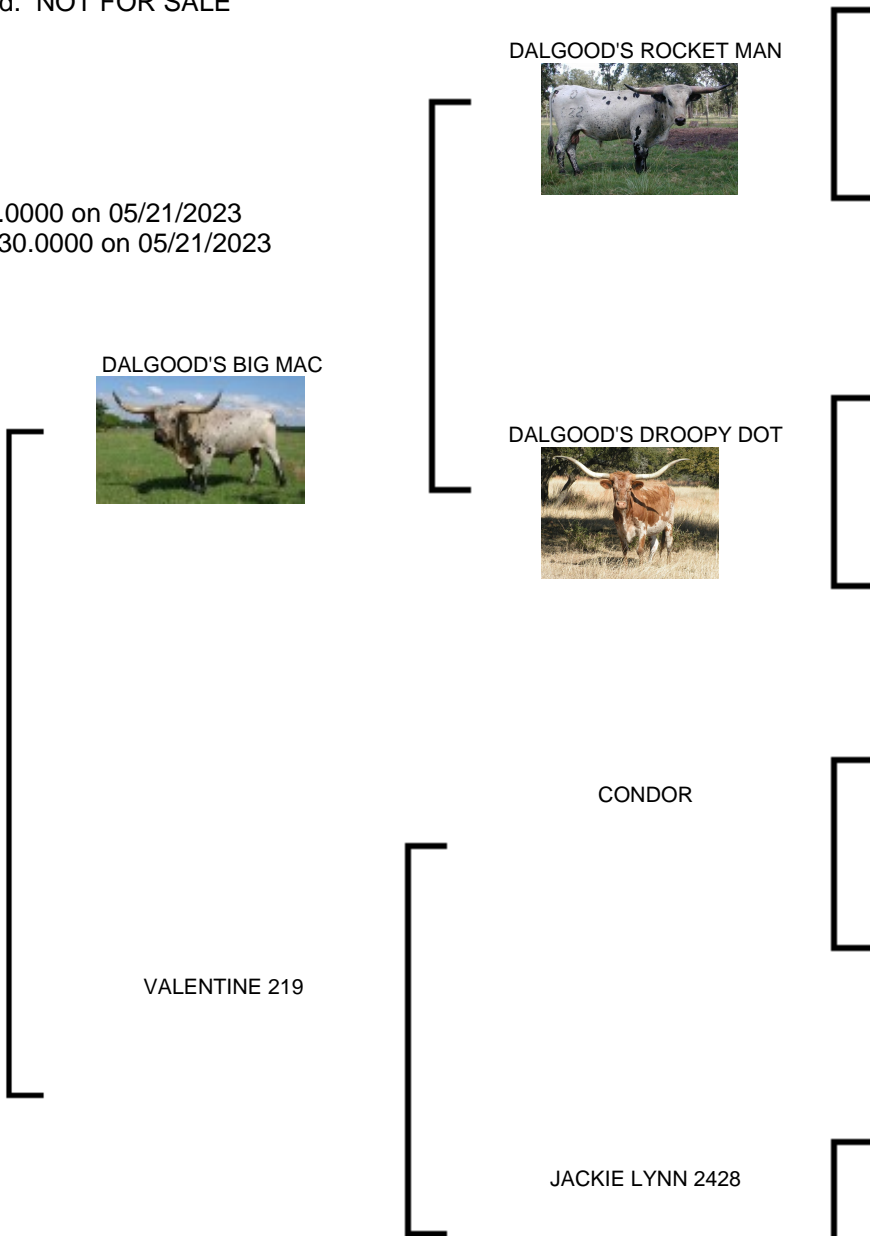 d. NOT FOR SALE
DALGOOD'S ROCKET MAN
.0000 on 05/21/2023
30.0000 on 05/21/2023
DALGOOD'S BIG MAC
DALGOOD'S DROOPY DOT
CONDOR
VALENTINE 219
JACKIE LYNN 2428